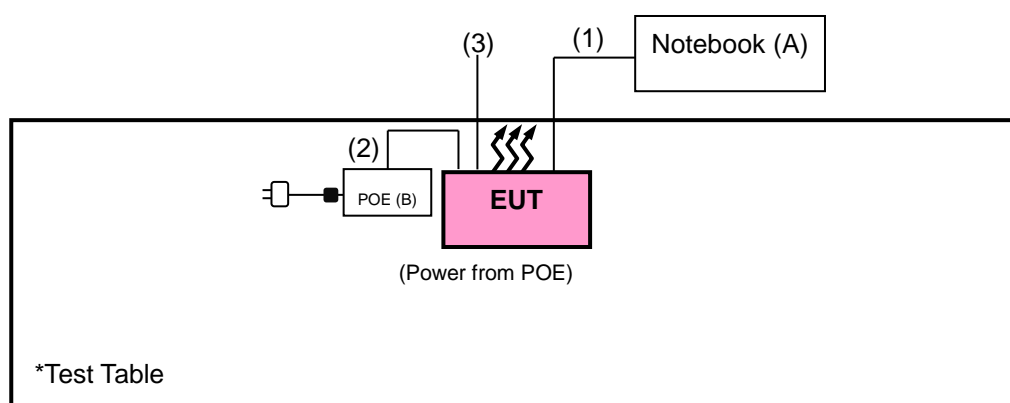 (3)
(1)
Notebook (A)
(2)
POE (B)
EUT
(Power from POE)
*Test Table